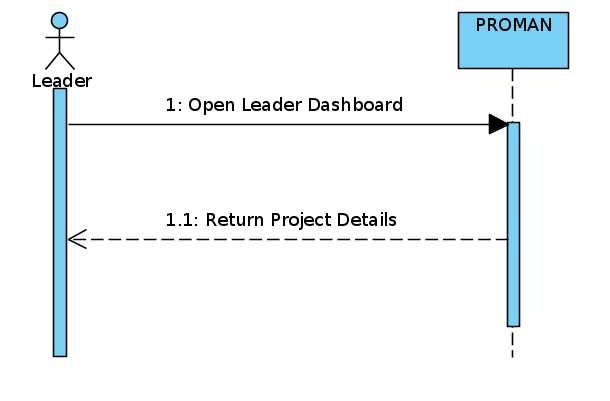 PROMAN
Leader
1: Open Leader Dashboard
1.1: Return Project Details